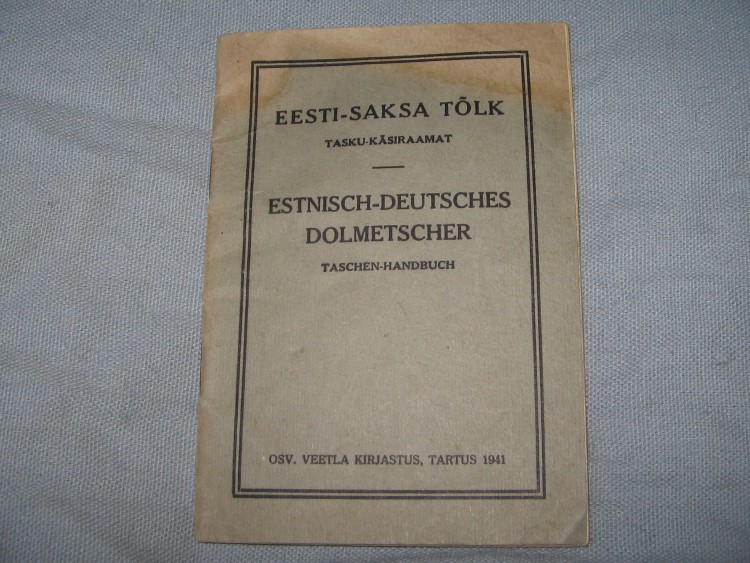 EESTI-SAKSA TÕLK
TASKU-KÄSIRAAMAT
ESTNISCH-DEUTSCHES
DOLMETSCHER
TASCHEN-HANDBUCH
OSV. VEETLA KIRJASTUS, TARTUS 1941